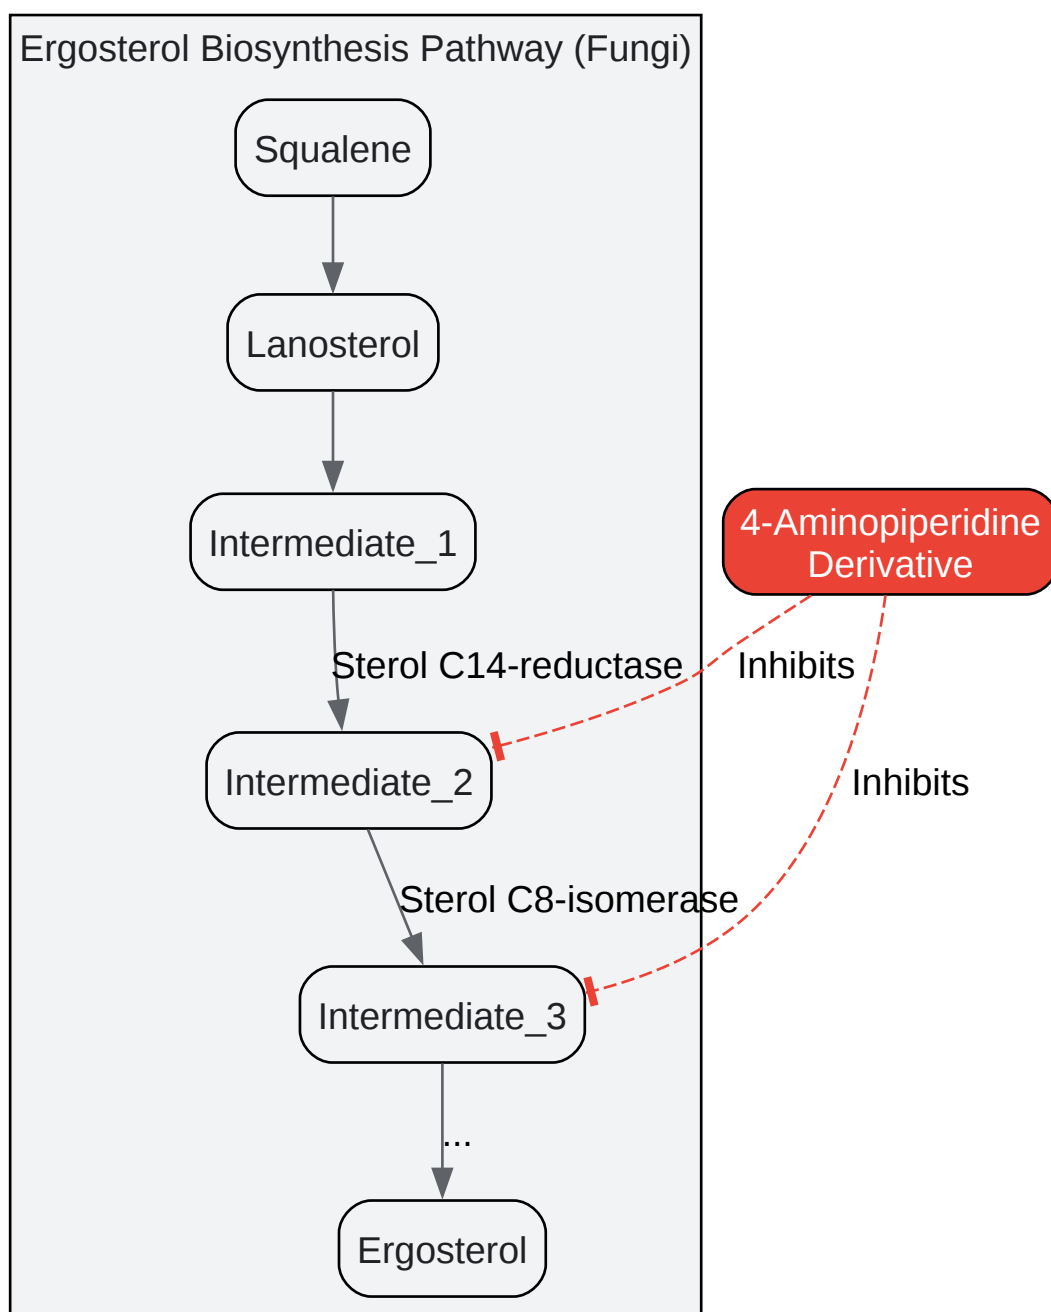 Ergosterol Biosynthesis Pathway (Fungi)
Squalene
Lanosterol
Intermediate_1
4-Aminopiperidine
Derivative
Sterol C14-reductase
Inhibits
Intermediate_2
Inhibits
Sterol C8-isomerase
Intermediate_3
...
Ergosterol